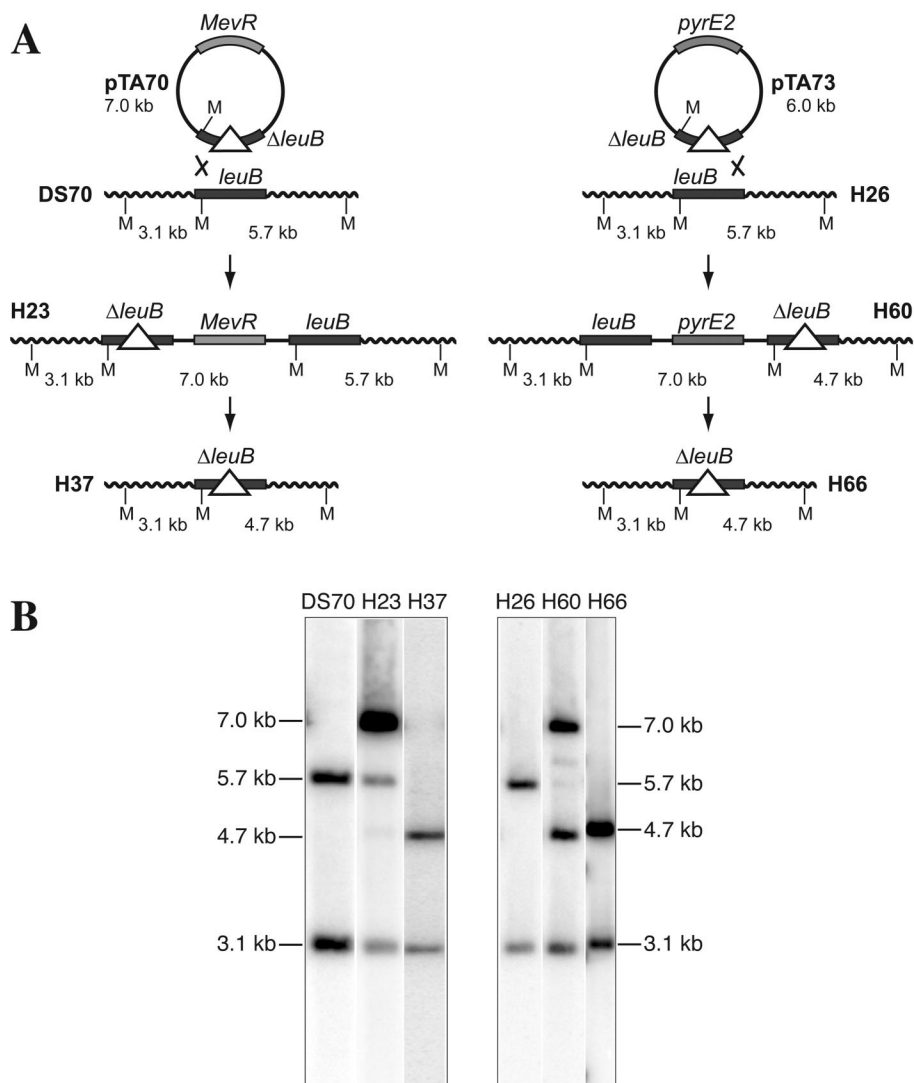 A
MevR
pyrE2
pTA70
7.0 kb
M
ΔleuB
pTA73
6.0 kb
M
ΔleuB
leuB
DS70
M
3.1 kb
M
5.7 kb
M
leuB
H26
M
3.1 kb
M
5.7 kb
M
H23
ΔleuB
MevR
leuB
M
3.1 kb
M
7.0 kb
M
5.7 kb
M
leuB
pyrE2
ΔleuB
H60
M
3.1 kb
M
7.0 kb
M
4.7 kb
M
ΔleuB
H37
M
3.1 kb
M
4.7 kb
M
ΔleuB
H66
M
3.1 kb
M
4.7 kb
M
B
DS70 H23 H37
H26 H60 H66
7.0 kb
5.7 kb
4.7 kb
3.1 kb
7.0 kb
5.7 kb
4.7 kb
3.1 kb